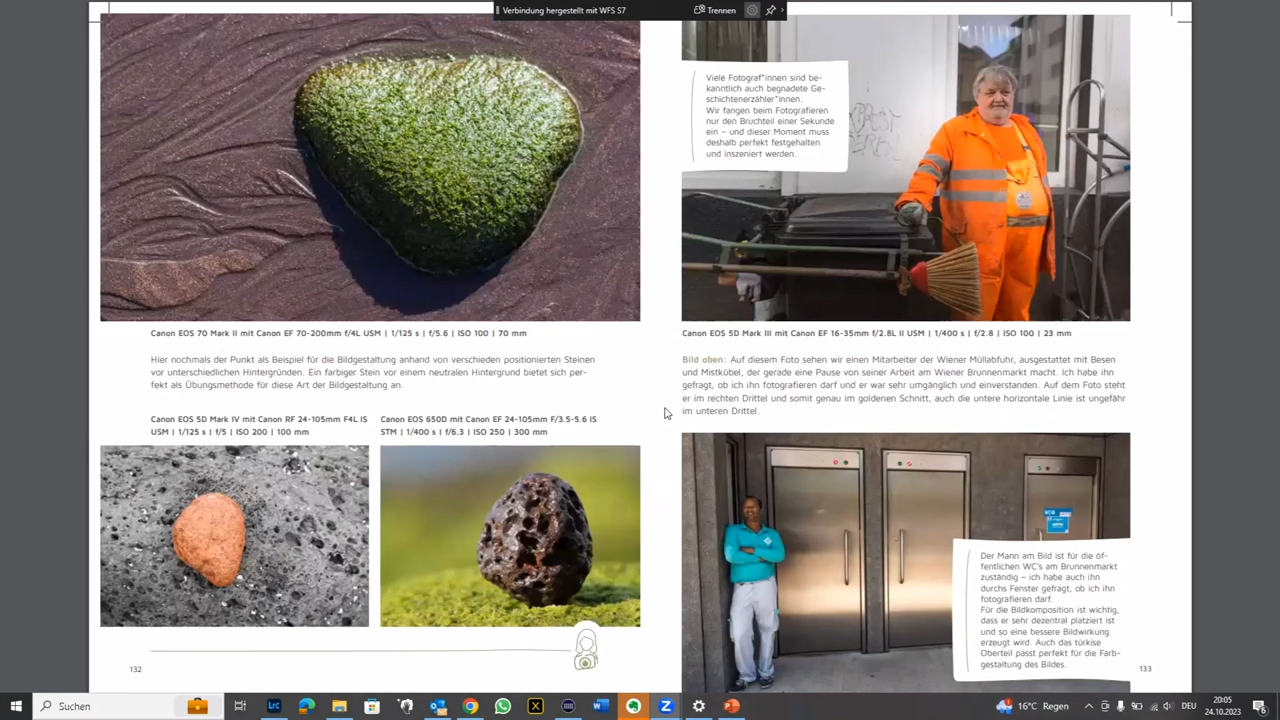 Verbindung hergestellt mit WFS S7
Trennen
Viele Fotograf*innen sind be-
kanntlich auch begnadete Ge-
schichtenerzähler*innen.
Wir fangen beim Fotografieren
nur den Bruchteil einer Sekunde
ein – und dieser Moment muss
deshalb perfekt festgehalten
und inszeniert werden.
Canon EOS 70 Mark II mit Canon EF 70-200mm f/4L USM | 1/125 s | f/5.6 | ISO 100 | 70 mm
Hier nochmals der Punkt als Beispiel für die Bildgestaltung anhand von verschieden positionierten Steinen
vor unterschiedlichen Hintergründen. Ein farbiger Stein vor einem neutralen Hintergrund bietet sich per-
fekt als Übungsmethode für diese Art der Bildgestaltung an.
Canon EOS 5D Mark IV mit Canon RF 24-105mm F4L IS
USM | 1/125 s | f/5 | ISO 200 | 100 mm
Canon EOS 650D mit Canon EF 24-105mm F/3.5-5.6 IS
STM | 1/400 s | f/6.3 | ISO 250 | 300 mm
132
Canon EOS 5D Mark III mit Canon EF 16-35mm f/2.8L II USM | 1/400 s | f/2.8 | ISO 100 | 23 mm
Bild oben: Auf diesem Foto sehen wir einen Mitarbeiter der Wiener Müllabfuhr, ausgestattet mit Besen
und Mistkübel, der gerade eine Pause von seiner Arbeit am Wiener Brunnenmarkt macht. Ich habe ihn
gefragt, ob ich ihn fotografieren darf und er war sehr umgänglich und einverstanden. Auf dem Foto steht
er im rechten Drittel und somit genau im goldenen Schnitt, auch die untere horizontale Linie ist ungefähr
im unteren Drittel.
Der Mann am Bild ist für die öf-
fentlichen WC's am Brunnenmarkt
zuständig – ich habe auch ihn
durchs Fenster gefragt, ob ich ihn
fotografieren darf.
Für die Bildkomposition ist wichtig,
dass er sehr dezentral platziert ist
und so eine bessere Bildwirkung
erzeugt wird. Auch das türkise
Oberteil passt perfekt für die Farb-
gestaltung des Bildes.
133
Suchen
Lrc
16°C Regen
DEU
20:05
24.10.2023